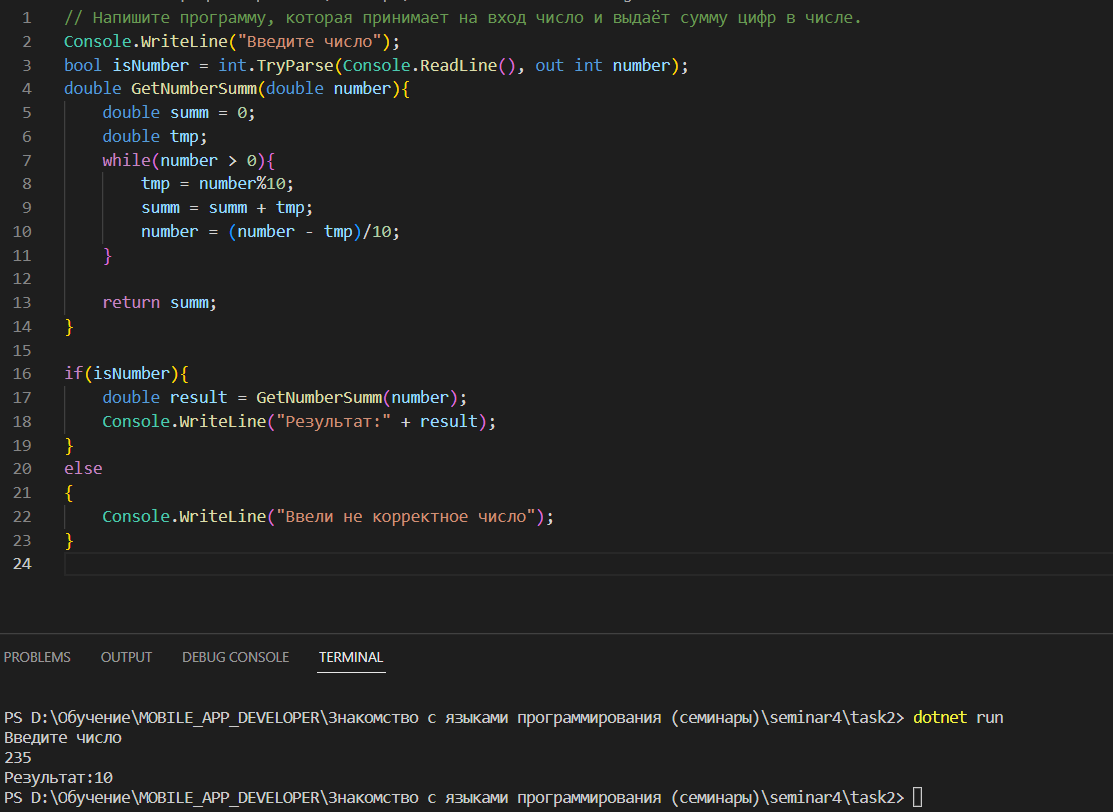 1 // Напишите программу, которая принимает на вход число и выдаёт сумму цифр в числе.
2 Console.WriteLine("Введите число");
3 bool isNumber = int.TryParse(Console.ReadLine(), out int number);
4 double GetNumberSumm(double number){
5 double summ = 0;
6 double tmp;
7 while(number > 0){
8 tmp = number%10;
9 summ = summ + tmp;
10 number = (number - tmp)/10;
11 }
12
13 return summ;
14 }
15
16 if(isNumber){
17 double result = GetNumberSumm(number);
18 Console.WriteLine("Результат:" + result);
19 }
20 else
21 {
22 Console.WriteLine("Ввели не корректное число");
23 }
24
PROBLEMS OUTPUT DEBUG CONSOLE TERMINAL
PS D:\Обучение\MOBILE_APP_DEVELOPER\Знакомство с языками программирования (семинары)\seminar4\task2> dotnet run
Введите число
235
Результат:10
PS D:\Обучение\MOBILE_APP_DEVELOPER\Знакомство с языками программирования (семинары)\seminar4\task2>